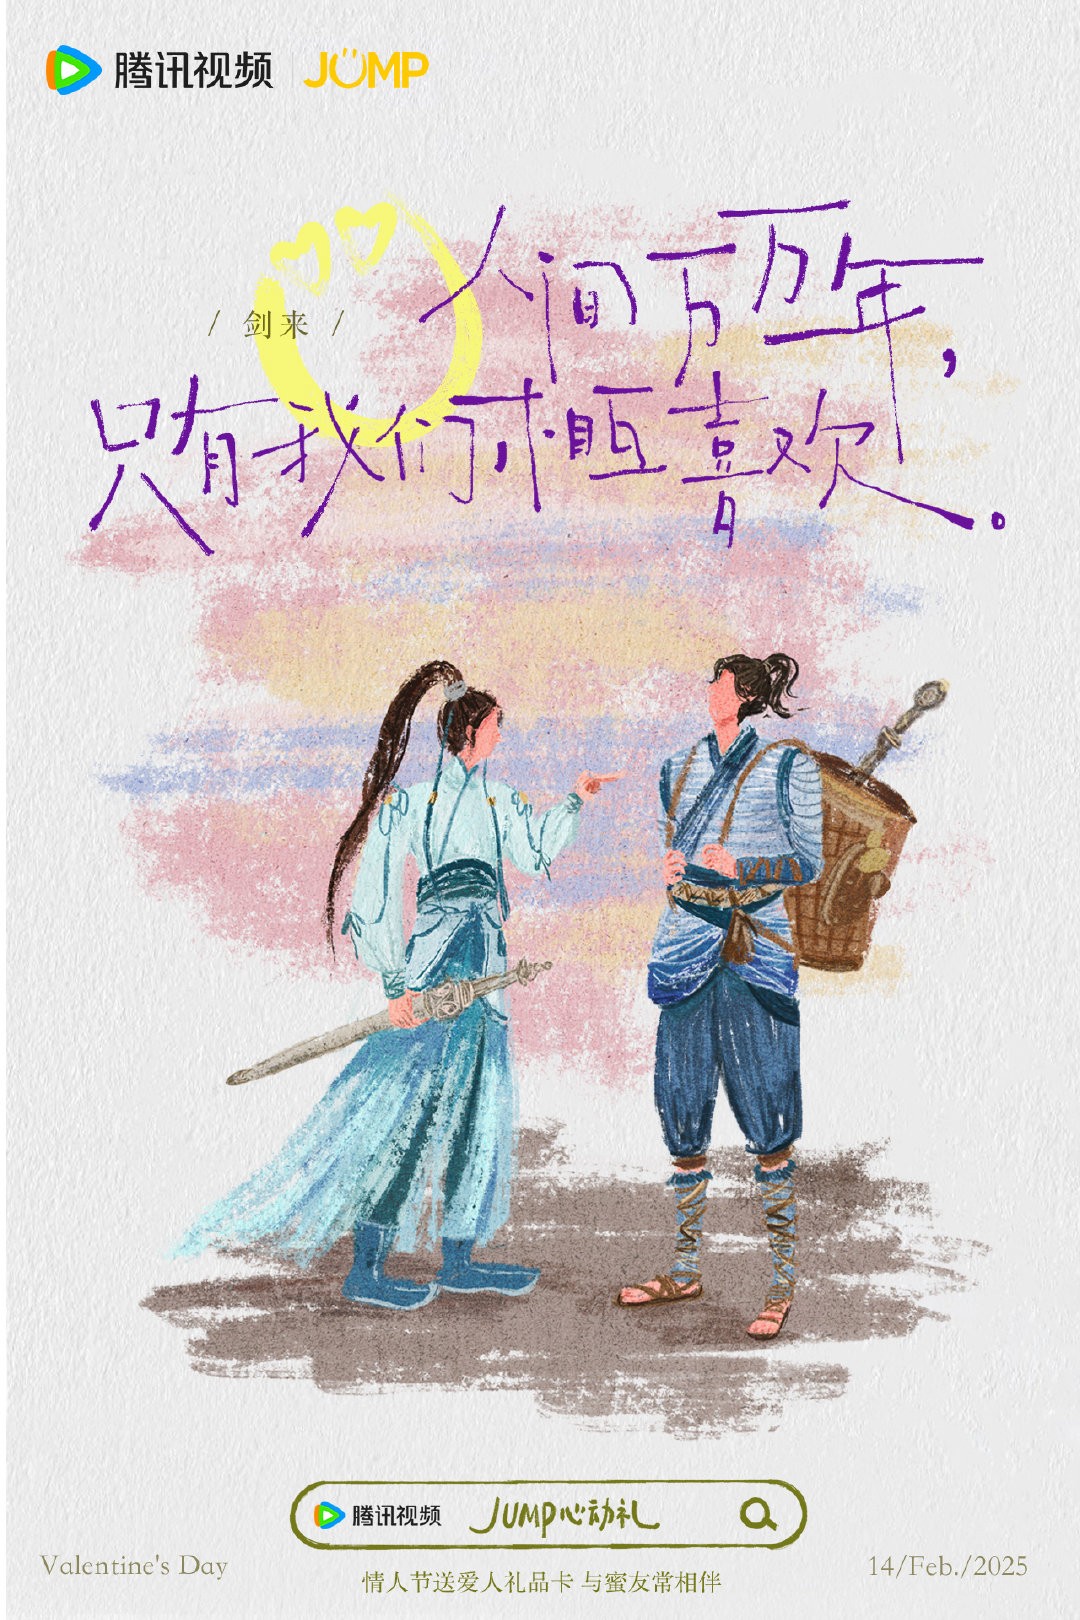 腾讯视频 JUMP
人间万万年，
/ 剑来 /
只有我们相互喜欢。
腾讯视频 JUMP心动礼
Valentine's Day
14/Feb./2025
情人节送爱人礼品卡 与蜜友常相伴